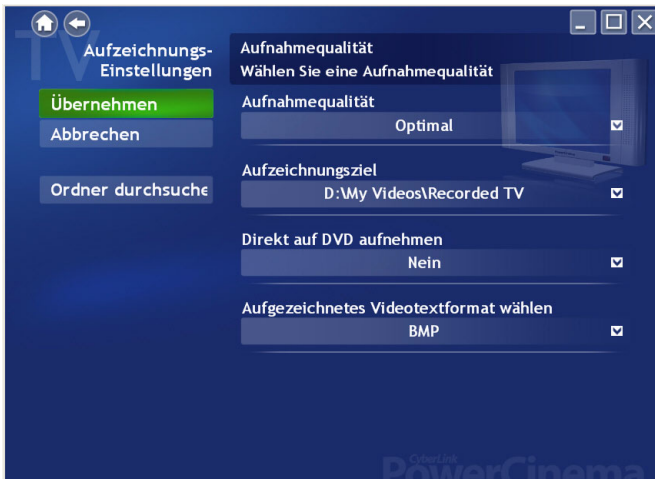 TV
Aufzeichnungs-
Einstellungen
Übernehmen
Abbrechen
Ordner durchsuche
Aufnahmequalität
Wählen Sie eine Aufnahmequalität
Aufnahmequalität
Optimal
Aufzeichnungsziel
D:\My Videos\Recorded TV
Direkt auf DVD aufnehmen
Nein
Aufgezeichnetes Videotextformat wählen
BMP
CyberLink
PowerCinema